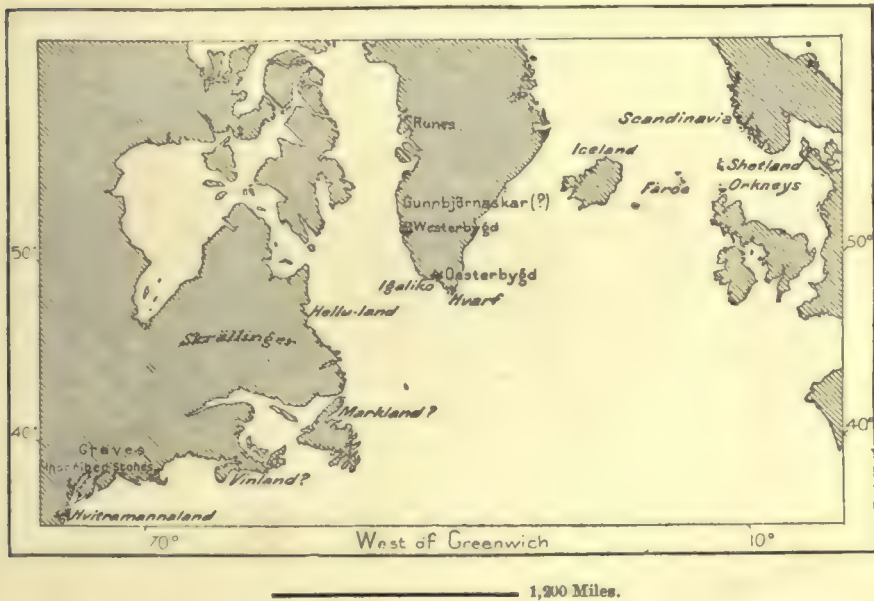 Runes
Scandinavia
Iceland
Shetland
Orkneys
Färöe
Gunnbjörnaskar(?)
Westerbygd
50°
50°
Oesterbygd
Igaliko
Hvarf
Hellu-land
Skrällinger
Markland?
40°
40°
Graves
Inscribed Stones
Vinland?
Hvitramannaland
70°
West of Greenwich
10°
1,200 Miles.